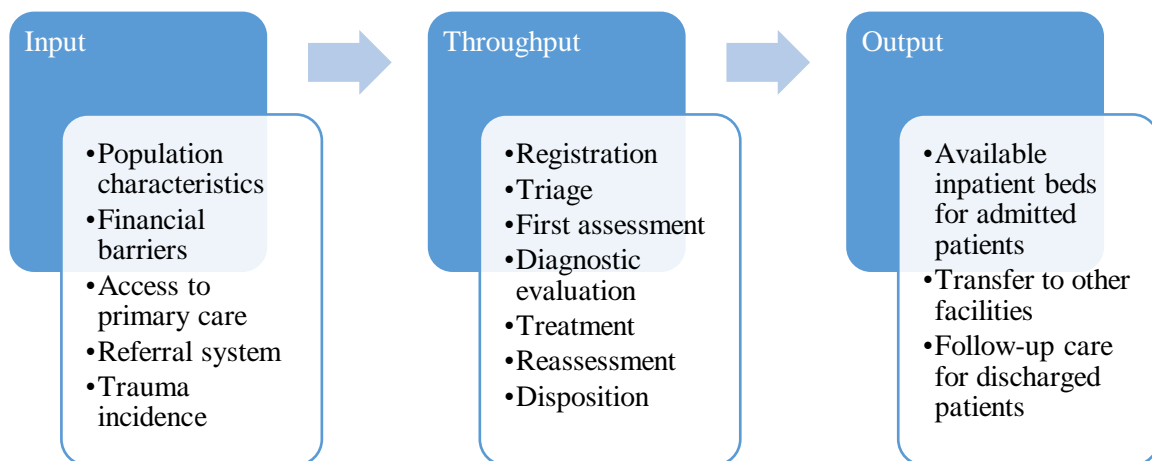 Input
•Population
characteristics
•Financial
barriers
•Access to
primary care
•Referral system
•Trauma
incidence
Throughput
•Registration
•Triage
•First assessment
•Diagnostic
evaluation
•Treatment
•Reassessment
•Disposition
Output
•Available
inpatient beds
for admitted
patients
•Transfer to other
facilities
•Follow-up care
for discharged
patients